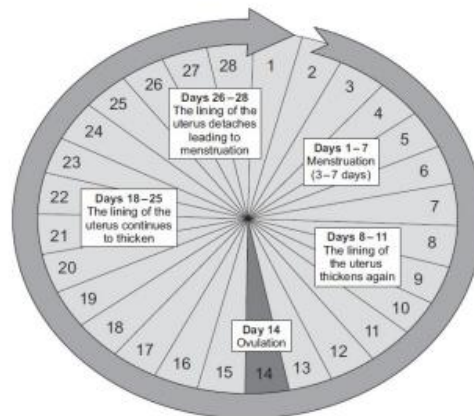 1
2
3
4
5
6
7
8
9
10
11
12
13
14
15
16
17
18
19
20
21
22
23
24
25
26
27
28
Days 26–28
The lining of the
uterus detaches
leading to
menstruation
Days 1–7
Menstruation
(3–7 days)
Days 18–25
The lining of the
uterus continues
to thicken
Days 8–11
The lining of
the uterus
thickens again
Day 14
Ovulation